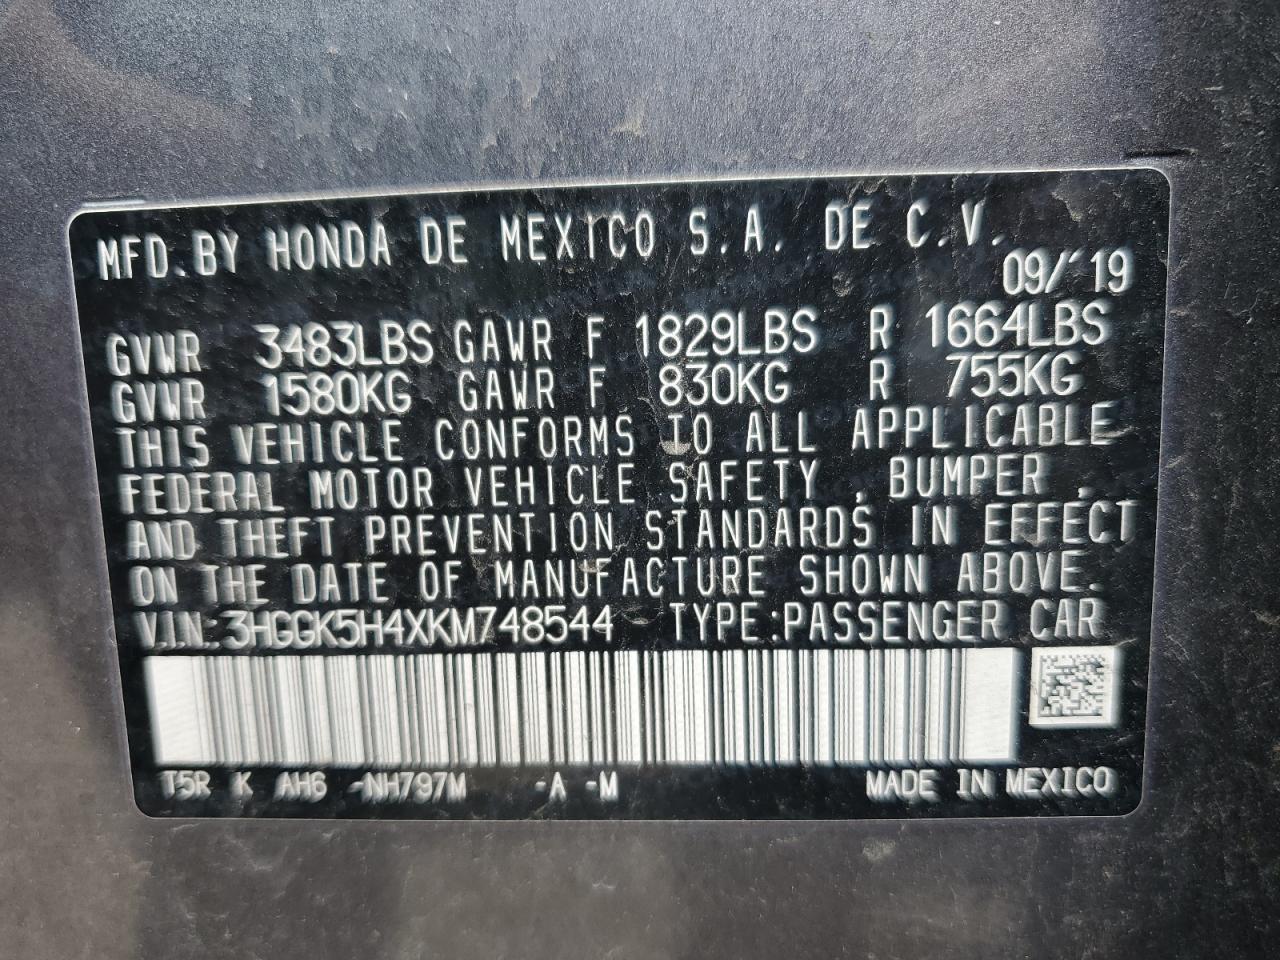 MFD.BY HONDA DE MEXICO S.A. DE C.V.
09/'19
GVWR 3483LBS GAWR F 1829LBS R 1664LBS
GVWR 1580KG GAWR F 830KG R 755KG
THIS VEHICLE CONFORMS TO ALL APPLICABLE
FEDERAL MOTOR VEHICLE SAFETY , BUMPER ,
AND THEFT PREVENTION STANDARDS IN EFFECT
ON THE DATE OF MANUFACTURE SHOWN ABOVE.
V.I.N.:3HGGK5H4XKM748544 TYPE:PASSENGER CAR
T5R K AH6 -NH797M -A -M MADE IN MEXICO